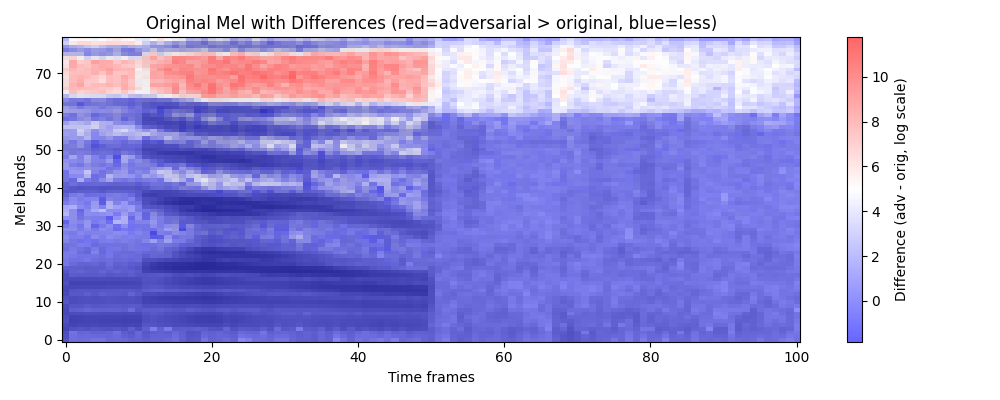 Original Mel with Differences (red=adversarial > original, blue=less)
Mel bands
70
60
50
40
30
20
10
0
0 20 40 60 80 100
Time frames
10
8
6
4
2
0
Difference (adv - orig, log scale)